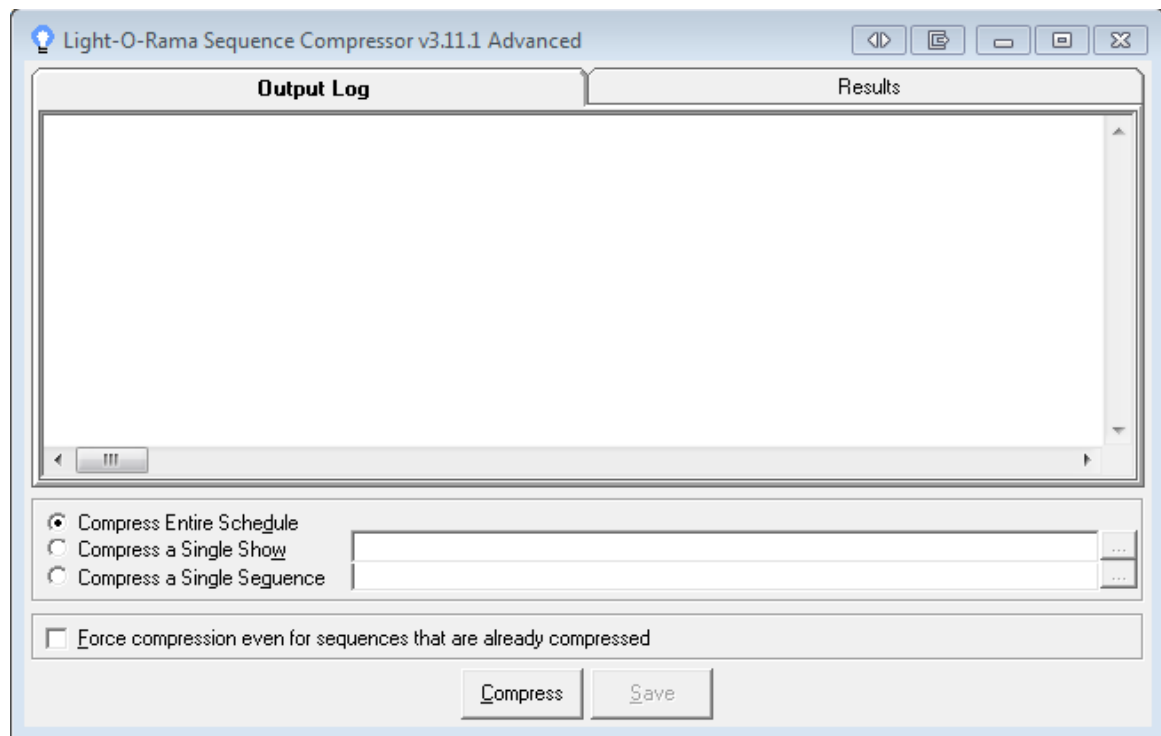 Light-O-Rama Sequence Compressor v3.11.1 Advanced
Output Log
Results
Compress Entire Schedule
Compress a Single Show
...
Compress a Single Sequence
...
Force compression even for sequences that are already compressed
Compress
Save